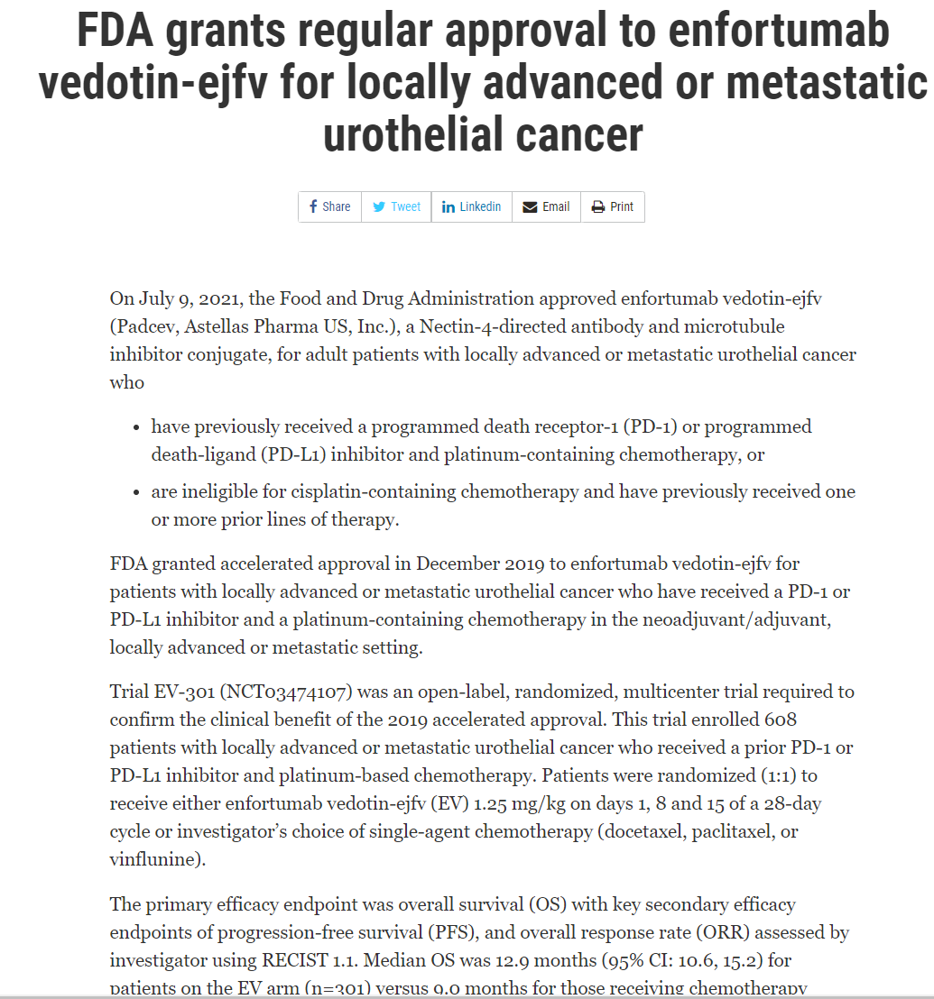 FDA grants regular approval to enfortumab
vedotin-ejfv for locally advanced or metastatic
urothelial cancer
Share Tweet Linkedin Email Print
On July 9, 2021, the Food and Drug Administration approved enfortumab vedotin-ejfv
(Padcev, Astellas Pharma US, Inc.), a Nectin-4-directed antibody and microtubule
inhibitor conjugate, for adult patients with locally advanced or metastatic urothelial cancer
who
• have previously received a programmed death receptor-1 (PD-1) or programmed
death-ligand (PD-L1) inhibitor and platinum-containing chemotherapy, or
• are ineligible for cisplatin-containing chemotherapy and have previously received one
or more prior lines of therapy.
FDA granted accelerated approval in December 2019 to enfortumab vedotin-ejfv for
patients with locally advanced or metastatic urothelial cancer who have received a PD-1 or
PD-L1 inhibitor and a platinum-containing chemotherapy in the neoadjuvant/adjuvant,
locally advanced or metastatic setting.
Trial EV-301 (NCT03474107) was an open-label, randomized, multicenter trial required to
confirm the clinical benefit of the 2019 accelerated approval. This trial enrolled 608
patients with locally advanced or metastatic urothelial cancer who received a prior PD-1 or
PD-L1 inhibitor and platinum-based chemotherapy. Patients were randomized (1:1) to
receive either enfortumab vedotin-ejfv (EV) 1.25 mg/kg on days 1, 8 and 15 of a 28-day
cycle or investigator’s choice of single-agent chemotherapy (docetaxel, paclitaxel, or
vinflunine).
The primary efficacy endpoint was overall survival (OS) with key secondary efficacy
endpoints of progression-free survival (PFS), and overall response rate (ORR) assessed by
investigator using RECIST 1.1. Median OS was 12.9 months (95% CI: 10.6, 15.2) for
patients on the EV arm (n=301) versus 9.0 months for those receiving chemotherapy